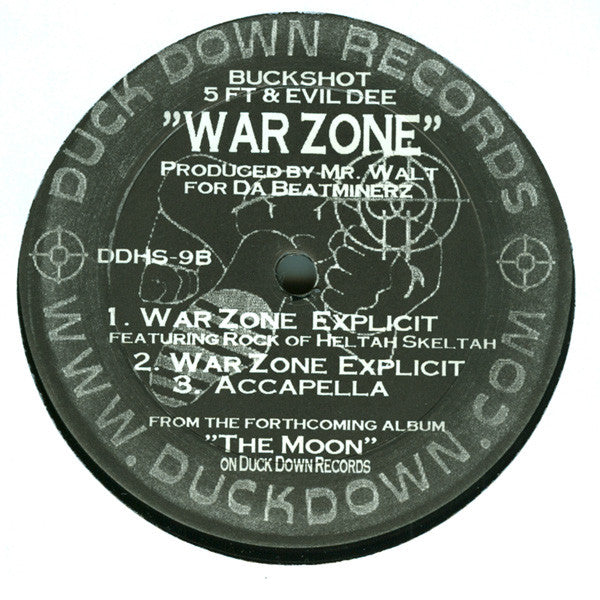 DUCK DOWN RECORDS
BUCKSHOT
5 FT & EVIL DEE
"WAR ZONE"
PRODUCED BY MR. WALT
FOR DA BEATMINERZ
DDHS-9B
1. WAR ZONE EXPLICIT
FEATURING ROCK OF HELTAH SKELTAH
2. WAR ZONE EXPLICIT
3. ACCAPELLA
FROM THE FORTHCOMING ALBUM
"THE MOON"
ON DUCK DOWN RECORDS
WWW.DUCKDOWN.COM